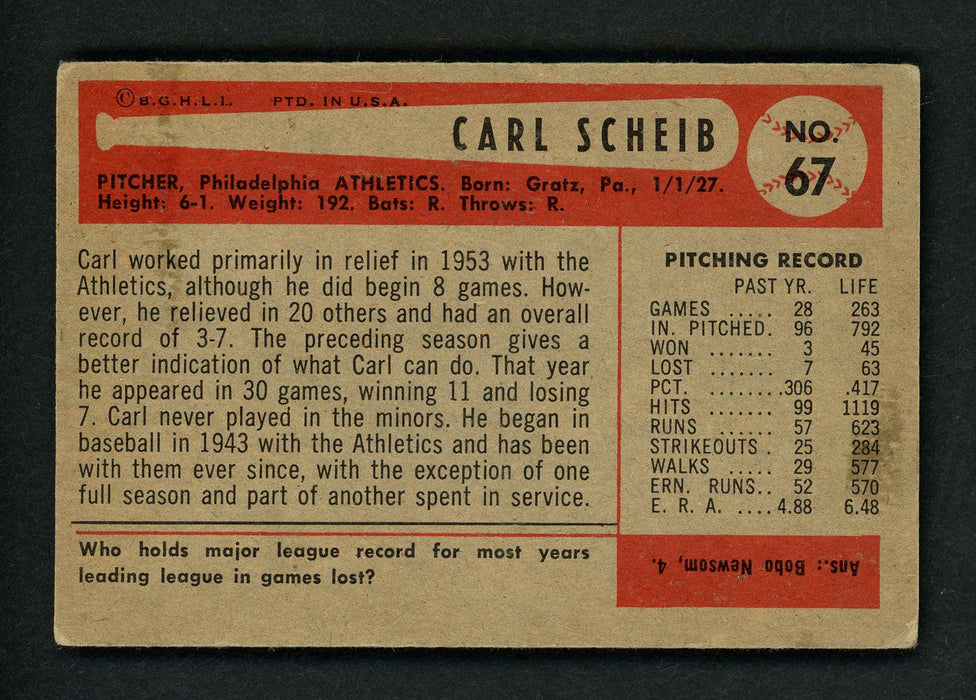 © B.G.H.L.I. PTD. IN U.S.A.
CARL SCHEIB
NO.
67
PITCHER, Philadelphia ATHLETICS. Born: Gratz, Pa., 1/1/27.
Height: 6-1. Weight: 192. Bats: R. Throws: R.
Carl worked primarily in relief in 1953 with the
Athletics, although he did begin 8 games. How-
ever, he relieved in 20 others and had an overall
record of 3-7. The preceding season gives a
better indication of what Carl can do. That year
he appeared in 30 games, winning 11 and losing
7. Carl never played in the minors. He began in
baseball in 1943 with the Athletics and has been
with them ever since, with the exception of one
full season and part of another spent in service.
PITCHING RECORD
PAST YR. LIFE
GAMES ..... 28 263
IN. PITCHED. 96 792
WON ....... 3 45
LOST ....... 7 63
PCT. ........306 .417
HITS ....... 99 1119
RUNS ...... 57 623
STRIKEOUTS . 25 284
WALKS ..... 29 577
ERN. RUNS.. 52 570
E. R. A. ....4.88 6.48
Who holds major league record for most years
leading league in games lost?
Ans.: Bobo Newsom, 4.